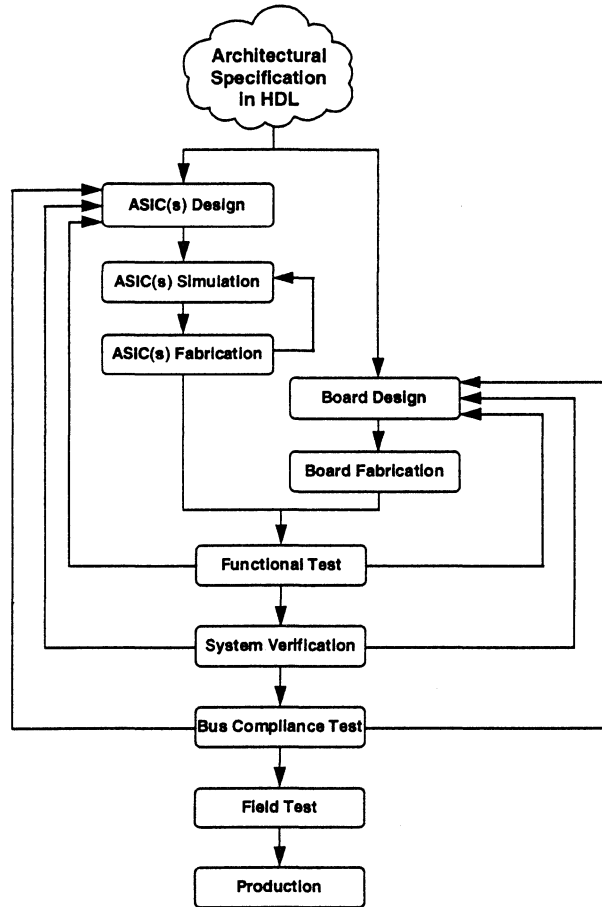 Architectural
Specification
in HDL
ASIC(s) Design
ASIC(s) Simulation
ASIC(s) Fabrication
Board Design
Board Fabrication
Functional Test
System Verification
Bus Compliance Test
Field Test
Production